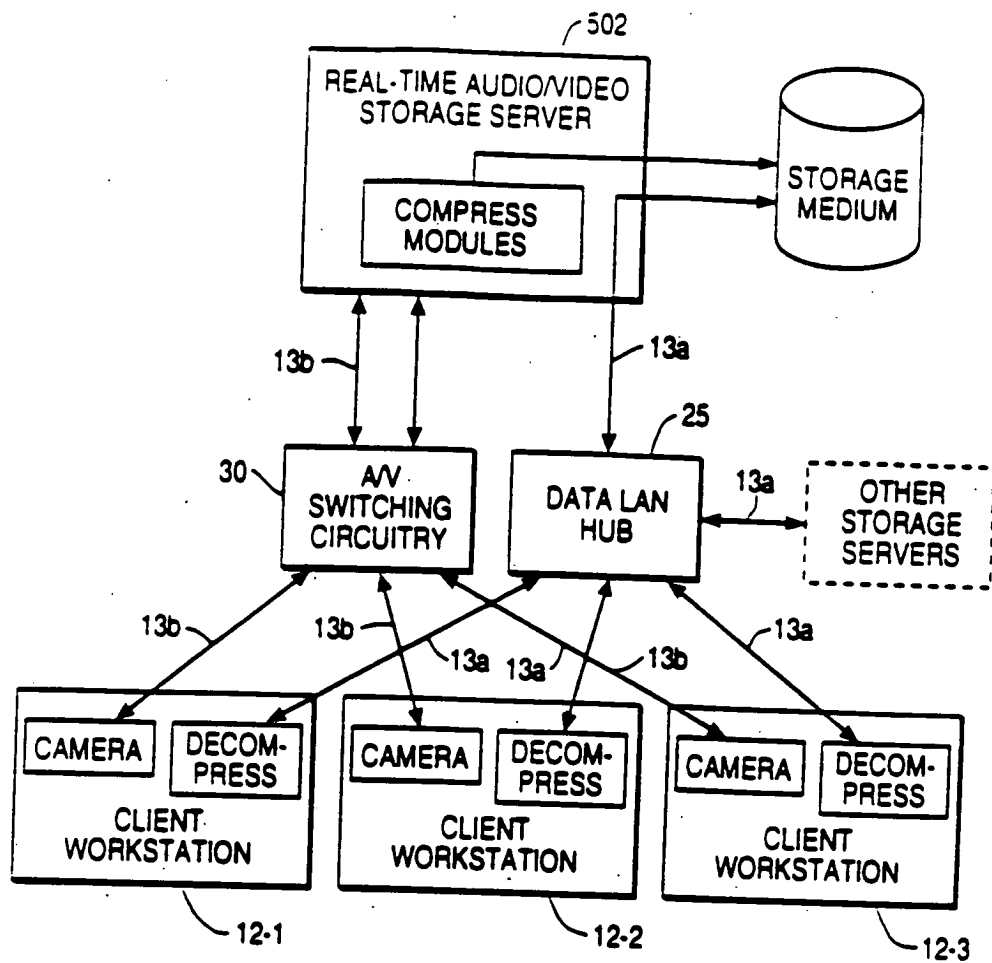 502
REAL-TIME AUDIO/VIDEO
STORAGE SERVER
COMPRESS
MODULES
STORAGE
MEDIUM
13b
13a
25
30
A/V
SWITCHING
CIRCUITRY
DATA LAN
HUB
13a
OTHER
STORAGE
SERVERS
13b
13b
13a
13a
13b
13a
CAMERA
DECOM-
PRESS
CLIENT
WORKSTATION
CAMERA
DECOM-
PRESS
CLIENT
WORKSTATION
CAMERA
DECOM-
PRESS
CLIENT
WORKSTATION
12-1
12-2
12-3